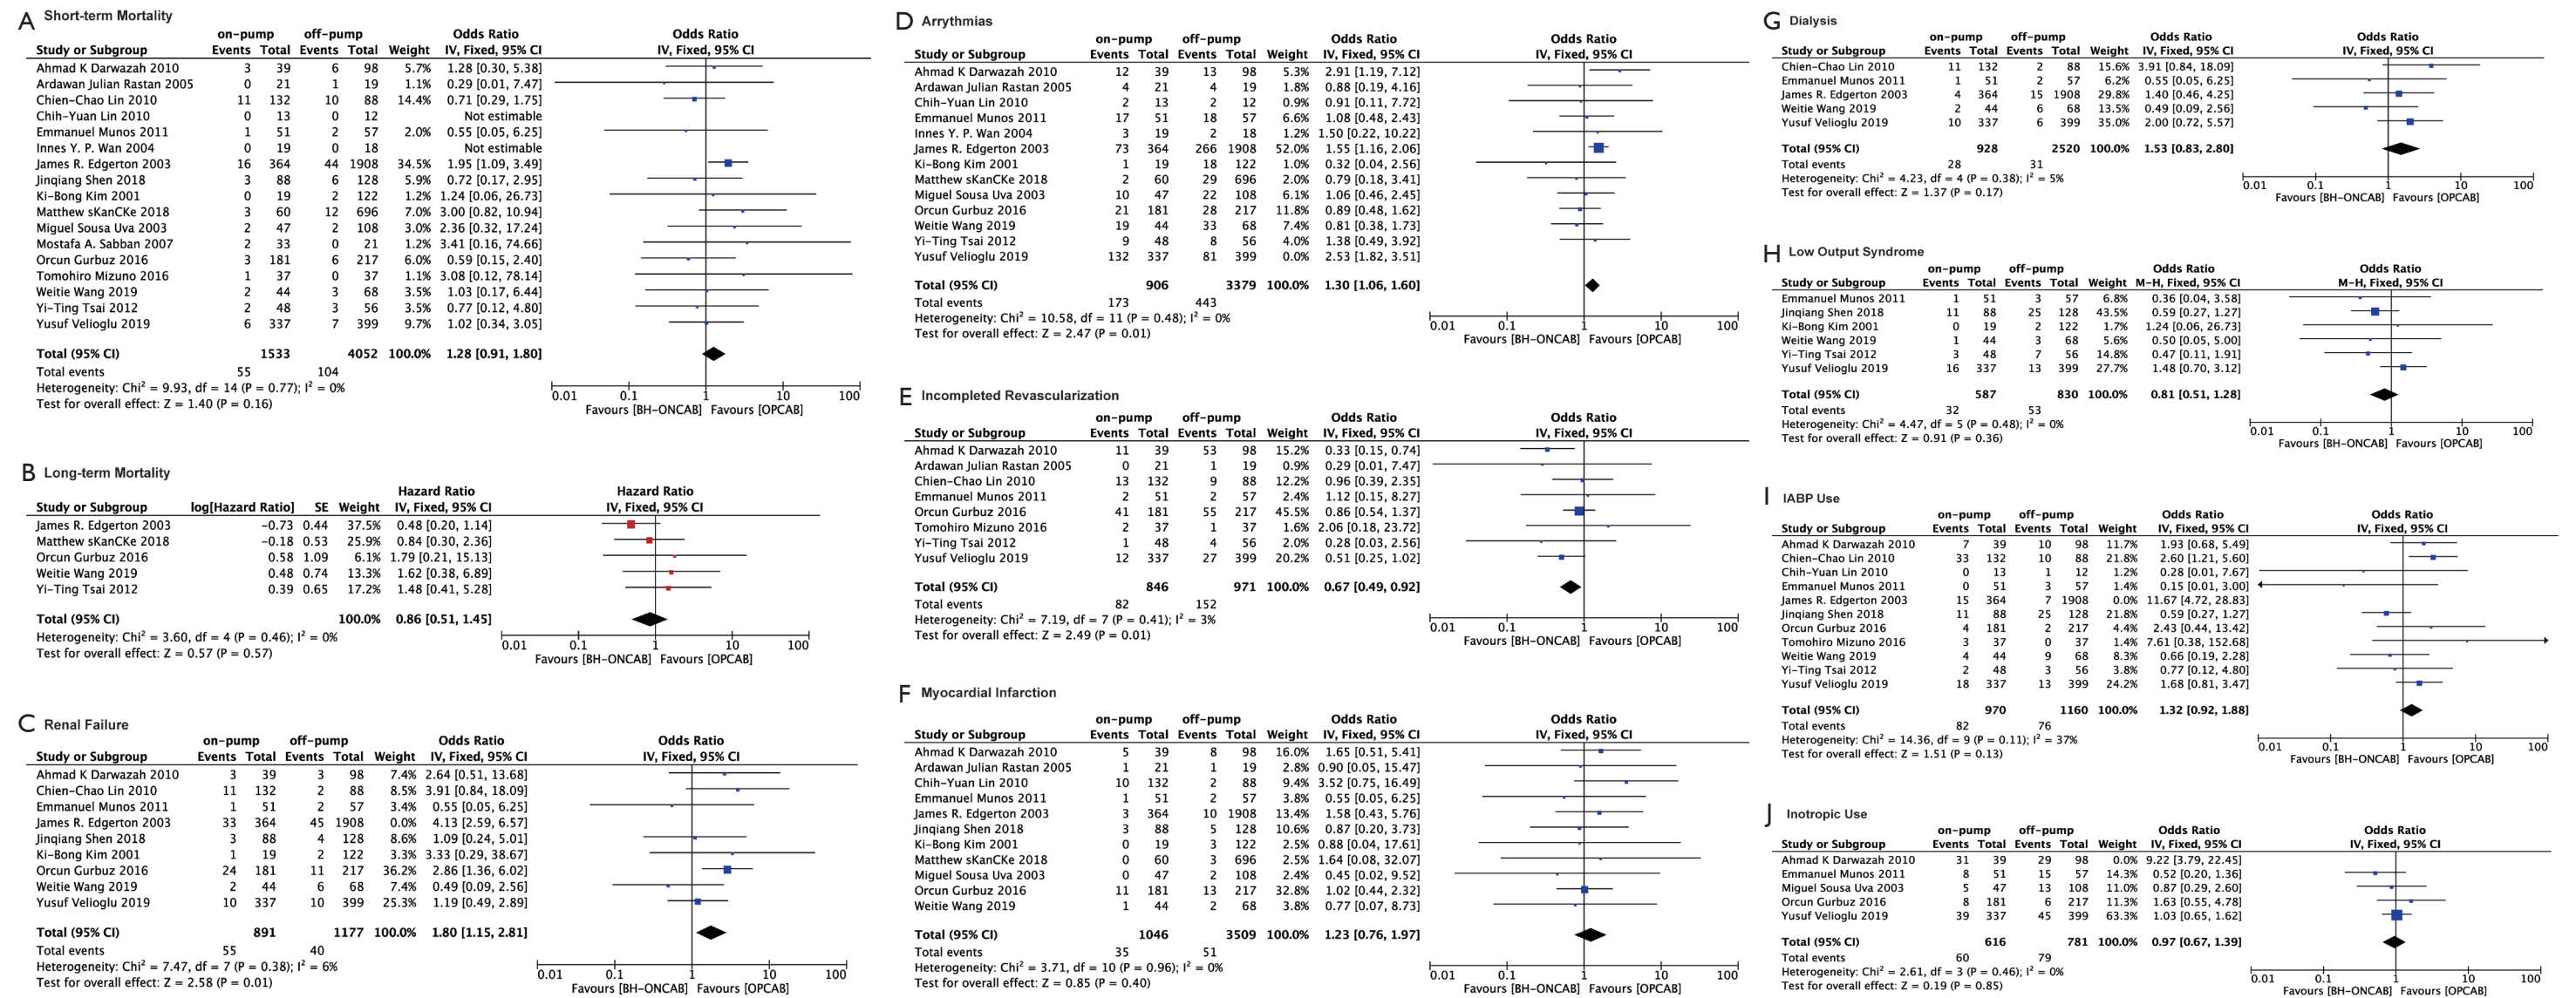 A Short-term Mortality
on-pump off-pump Odds Ratio Odds Ratio
Study or Subgroup Events Total Events Total Weight IV, Fixed, 95% CI IV, Fixed, 95% CI
Ahmad K Darwazah 2010 3 39 6 98 5.7% 1.28 [0.30, 5.38]
Ardawan Julian Rastan 2005 0 21 1 19 1.1% 0.29 [0.01, 7.47]
Chien-Chao Lin 2010 11 132 10 88 14.4% 0.71 [0.29, 1.75]
Chih-Yuan Lin 2010 0 13 0 12 Not estimable
Emmanuel Munos 2011 1 51 2 57 2.0% 0.55 [0.05, 6.25]
Innes Y. P. Wan 2004 0 19 0 18 Not estimable
James R. Edgerton 2003 16 364 44 1908 34.5% 1.95 [1.09, 3.49]
Jinqiang Shen 2018 3 88 6 128 5.9% 0.72 [0.17, 2.95]
Ki-Bong Kim 2001 0 19 2 122 1.2% 1.24 [0.06, 26.73]
Matthew sKanCKe 2018 3 60 12 696 7.0% 3.00 [0.82, 10.94]
Miguel Sousa Uva 2003 2 47 2 108 3.0% 2.36 [0.32, 17.24]
Mostafa A. Sabban 2007 2 33 0 21 1.2% 3.41 [0.16, 74.66]
Orcun Gurbuz 2016 3 181 6 217 6.0% 0.59 [0.15, 2.40]
Tomohiro Mizuno 2016 1 37 0 37 1.1% 3.08 [0.12, 78.14]
Weitie Wang 2019 2 44 3 68 3.5% 1.03 [0.17, 6.44]
Yi-Ting Tsai 2012 2 48 3 56 3.5% 0.77 [0.12, 4.80]
Yusuf Velioglu 2019 6 337 7 399 9.7% 1.02 [0.34, 3.05]
Total (95% CI) 1533 4052 100.0% 1.28 [0.91, 1.80]
Total events 55 104
Heterogeneity: Chi² = 9.93, df = 14 (P = 0.77); I² = 0%
Test for overall effect: Z = 1.40 (P = 0.16)
0.01 0.1 1 10 100
Favours [BH-ONCAB] Favours [OPCAB]
B Long-term Mortality
Hazard Ratio Hazard Ratio
Study or Subgroup log[Hazard Ratio] SE Weight IV, Fixed, 95% CI IV, Fixed, 95% CI
James R. Edgerton 2003 -0.73 0.44 37.5% 0.48 [0.20, 1.14]
Matthew sKanCKe 2018 -0.18 0.53 25.9% 0.84 [0.30, 2.36]
Orcun Gurbuz 2016 0.58 1.09 6.1% 1.79 [0.21, 15.13]
Weitie Wang 2019 0.48 0.74 13.3% 1.62 [0.38, 6.89]
Yi-Ting Tsai 2012 0.39 0.65 17.2% 1.48 [0.41, 5.28]
Total (95% CI) 100.0% 0.86 [0.51, 1.45]
Heterogeneity: Chi² = 3.60, df = 4 (P = 0.46); I² = 0%
Test for overall effect: Z = 0.57 (P = 0.57)
0.01 0.1 1 10 100
Favours [BH-ONCAB] Favours [OPCAB]
C Renal Failure
on-pump off-pump Odds Ratio Odds Ratio
Study or Subgroup Events Total Events Total Weight IV, Fixed, 95% CI IV, Fixed, 95% CI
Ahmad K Darwazah 2010 3 39 3 98 7.4% 2.64 [0.51, 13.68]
Chien-Chao Lin 2010 11 132 2 88 8.5% 3.91 [0.84, 18.09]
Emmanuel Munos 2011 1 51 2 57 3.4% 0.55 [0.05, 6.25]
James R. Edgerton 2003 33 364 45 1908 0.0% 4.13 [2.59, 6.57]
Jinqiang Shen 2018 3 88 4 128 8.6% 1.09 [0.24, 5.01]
Ki-Bong Kim 2001 1 19 2 122 3.3% 3.33 [0.29, 38.67]
Orcun Gurbuz 2016 24 181 11 217 36.2% 2.86 [1.36, 6.02]
Weitie Wang 2019 2 44 6 68 7.4% 0.49 [0.09, 2.56]
Yusuf Velioglu 2019 10 337 10 399 25.3% 1.19 [0.49, 2.89]
Total (95% CI) 891 1177 100.0% 1.80 [1.15, 2.81]
Total events 55 40
Heterogeneity: Chi² = 7.47, df = 7 (P = 0.38); I² = 6%
Test for overall effect: Z = 2.58 (P = 0.01)
0.01 0.1 1 10 100
Favours [BH-ONCAB] Favours [OPCAB]
D Arrythmias
on-pump off-pump Odds Ratio Odds Ratio
Study or Subgroup Events Total Events Total Weight IV, Fixed, 95% CI IV, Fixed, 95% CI
Ahmad K Darwazah 2010 12 39 13 98 5.3% 2.91 [1.19, 7.12]
Ardawan Julian Rastan 2005 4 21 4 19 1.8% 0.88 [0.19, 4.16]
Chih-Yuan Lin 2010 2 13 2 12 0.9% 0.91 [0.11, 7.72]
Emmanuel Munos 2011 17 51 18 57 6.6% 1.08 [0.48, 2.43]
Innes Y. P. Wan 2004 3 19 2 18 1.2% 1.50 [0.22, 10.22]
James R. Edgerton 2003 73 364 266 1908 52.0% 1.55 [1.16, 2.06]
Ki-Bong Kim 2001 1 19 18 122 1.0% 0.32 [0.04, 2.56]
Matthew sKanCKe 2018 2 60 29 696 2.0% 0.79 [0.18, 3.41]
Miguel Sousa Uva 2003 10 47 22 108 6.1% 1.06 [0.46, 2.45]
Orcun Gurbuz 2016 21 181 28 217 11.8% 0.89 [0.48, 1.62]
Weitie Wang 2019 19 44 33 68 7.4% 0.81 [0.38, 1.73]
Yi-Ting Tsai 2012 9 48 8 56 4.0% 1.38 [0.49, 3.92]
Yusuf Velioglu 2019 132 337 81 399 0.0% 2.53 [1.82, 3.51]
Total (95% CI) 906 3379 100.0% 1.30 [1.06, 1.60]
Total events 173 443
Heterogeneity: Chi² = 10.58, df = 11 (P = 0.48); I² = 0%
Test for overall effect: Z = 2.47 (P = 0.01)
0.01 0.1 1 10 100
Favours [BH-ONCAB] Favours [OPCAB]
E Incompleted Revascularization
on-pump off-pump Odds Ratio Odds Ratio
Study or Subgroup Events Total Events Total Weight IV, Fixed, 95% CI IV, Fixed, 95% CI
Ahmad K Darwazah 2010 11 39 53 98 15.2% 0.33 [0.15, 0.74]
Ardawan Julian Rastan 2005 0 21 1 19 0.9% 0.29 [0.01, 7.47]
Chien-Chao Lin 2010 13 132 9 88 12.2% 0.96 [0.39, 2.35]
Emmanuel Munos 2011 2 51 2 57 2.4% 1.12 [0.15, 8.27]
Orcun Gurbuz 2016 41 181 55 217 45.5% 0.86 [0.54, 1.37]
Tomohiro Mizuno 2016 2 37 1 37 1.6% 2.06 [0.18, 23.72]
Yi-Ting Tsai 2012 1 48 4 56 2.0% 0.28 [0.03, 2.56]
Yusuf Velioglu 2019 12 337 27 399 20.2% 0.51 [0.25, 1.02]
Total (95% CI) 846 971 100.0% 0.67 [0.49, 0.92]
Total events 82 152
Heterogeneity: Chi² = 7.19, df = 7 (P = 0.41); I² = 3%
Test for overall effect: Z = 2.49 (P = 0.01)
0.01 0.1 1 10 100
Favours [BH-ONCAB] Favours [OPCAB]
F Myocardial Infarction
on-pump off-pump Odds Ratio Odds Ratio
Study or Subgroup Events Total Events Total Weight IV, Fixed, 95% CI IV, Fixed, 95% CI
Ahmad K Darwazah 2010 5 39 8 98 16.0% 1.65 [0.51, 5.41]
Ardawan Julian Rastan 2005 1 21 1 19 2.8% 0.90 [0.05, 15.47]
Chih-Yuan Lin 2010 10 132 2 88 9.4% 3.52 [0.75, 16.49]
Emmanuel Munos 2011 1 51 2 57 3.8% 0.55 [0.05, 6.25]
James R. Edgerton 2003 3 364 10 1908 13.4% 1.58 [0.43, 5.76]
Jinqiang Shen 2018 3 88 5 128 10.6% 0.87 [0.20, 3.73]
Ki-Bong Kim 2001 0 19 3 122 2.5% 0.88 [0.04, 17.61]
Matthew sKanCKe 2018 0 60 3 696 2.5% 1.64 [0.08, 32.07]
Miguel Sousa Uva 2003 0 47 2 108 2.4% 0.45 [0.02, 9.52]
Orcun Gurbuz 2016 11 181 13 217 32.8% 1.02 [0.44, 2.32]
Weitie Wang 2019 1 44 2 68 3.8% 0.77 [0.07, 8.73]
Total (95% CI) 1046 3509 100.0% 1.23 [0.76, 1.97]
Total events 35 51
Heterogeneity: Chi² = 3.71, df = 10 (P = 0.96); I² = 0%
Test for overall effect: Z = 0.85 (P = 0.40)
0.01 0.1 1 10 100
Favours [BH-ONCAB] Favours [OPCAB]
G Dialysis
on-pump off-pump Odds Ratio Odds Ratio
Study or Subgroup Events Total Events Total Weight IV, Fixed, 95% CI IV, Fixed, 95% CI
Chien-Chao Lin 2010 11 132 2 88 15.6% 3.91 [0.84, 18.09]
Emmanuel Munos 2011 1 51 2 57 6.2% 0.55 [0.05, 6.25]
James R. Edgerton 2003 4 364 15 1908 29.8% 1.40 [0.46, 4.25]
Weitie Wang 2019 2 44 6 68 13.5% 0.49 [0.09, 2.56]
Yusuf Velioglu 2019 10 337 6 399 35.0% 2.00 [0.72, 5.57]
Total (95% CI) 928 2520 100.0% 1.53 [0.83, 2.80]
Total events 28 31
Heterogeneity: Chi² = 4.23, df = 4 (P = 0.38); I² = 5%
Test for overall effect: Z = 1.37 (P = 0.17)
0.01 0.1 1 10 100
Favours [BH-ONCAB] Favours [OPCAB]
H Low Output Syndrome
on-pump off-pump Odds Ratio Odds Ratio
Study or Subgroup Events Total Events Total Weight M-H, Fixed, 95% CI M-H, Fixed, 95% CI
Emmanuel Munos 2011 1 51 3 57 6.8% 0.36 [0.04, 3.58]
Jinqiang Shen 2018 11 88 25 128 43.5% 0.59 [0.27, 1.27]
Ki-Bong Kim 2001 0 19 2 122 1.7% 1.24 [0.06, 26.73]
Weitie Wang 2019 1 44 3 68 5.6% 0.50 [0.05, 5.00]
Yi-Ting Tsai 2012 3 48 7 56 14.8% 0.47 [0.11, 1.91]
Yusuf Velioglu 2019 16 337 13 399 27.7% 1.48 [0.70, 3.12]
Total (95% CI) 587 830 100.0% 0.81 [0.51, 1.28]
Total events 32 53
Heterogeneity: Chi² = 4.47, df = 5 (P = 0.48); I² = 0%
Test for overall effect: Z = 0.91 (P = 0.36)
0.01 0.1 1 10 100
Favours [BH-ONCAB] Favours [OPCAB]
I IABP Use
on-pump off-pump Odds Ratio Odds Ratio
Study or Subgroup Events Total Events Total Weight IV, Fixed, 95% CI IV, Fixed, 95% CI
Ahmad K Darwazah 2010 7 39 10 98 11.7% 1.93 [0.68, 5.49]
Chien-Chao Lin 2010 33 132 10 88 21.8% 2.60 [1.21, 5.60]
Chih-Yuan Lin 2010 0 13 1 12 1.2% 0.28 [0.01, 7.67]
Emmanuel Munos 2011 0 51 3 57 1.4% 0.15 [0.01, 3.00]
James R. Edgerton 2003 15 364 7 1908 0.0% 11.67 [4.72, 28.83]
Jinqiang Shen 2018 11 88 25 128 21.8% 0.59 [0.27, 1.27]
Orcun Gurbuz 2016 4 181 2 217 4.4% 2.43 [0.44, 13.42]
Tomohiro Mizuno 2016 3 37 0 37 1.4% 7.61 [0.38, 152.68]
Weitie Wang 2019 4 44 9 68 8.3% 0.66 [0.19, 2.28]
Yi-Ting Tsai 2012 2 48 3 56 3.8% 0.77 [0.12, 4.80]
Yusuf Velioglu 2019 18 337 13 399 24.2% 1.68 [0.81, 3.47]
Total (95% CI) 970 1160 100.0% 1.32 [0.92, 1.88]
Total events 82 76
Heterogeneity: Chi² = 14.36, df = 9 (P = 0.11); I² = 37%
Test for overall effect: Z = 1.51 (P = 0.13)
0.01 0.1 1 10 100
Favours [BH-ONCAB] Favours [OPCAB]
J Inotropic Use
on-pump off-pump Odds Ratio Odds Ratio
Study or Subgroup Events Total Events Total Weight IV, Fixed, 95% CI IV, Fixed, 95% CI
Ahmad K Darwazah 2010 31 39 29 98 0.0% 9.22 [3.79, 22.45]
Emmanuel Munos 2011 8 51 15 57 14.3% 0.52 [0.20, 1.36]
Miguel Sousa Uva 2003 5 47 13 108 11.0% 0.87 [0.29, 2.60]
Orcun Gurbuz 2016 8 181 6 217 11.3% 1.63 [0.55, 4.78]
Yusuf Velioglu 2019 39 337 45 399 63.3% 1.03 [0.65, 1.62]
Total (95% CI) 616 781 100.0% 0.97 [0.67, 1.39]
Total events 60 79
Heterogeneity: Chi² = 2.61, df = 3 (P = 0.46); I² = 0%
Test for overall effect: Z = 0.19 (P = 0.85)
0.01 0.1 1 10 100
Favours [BH-ONCAB] Favours [OPCAB]